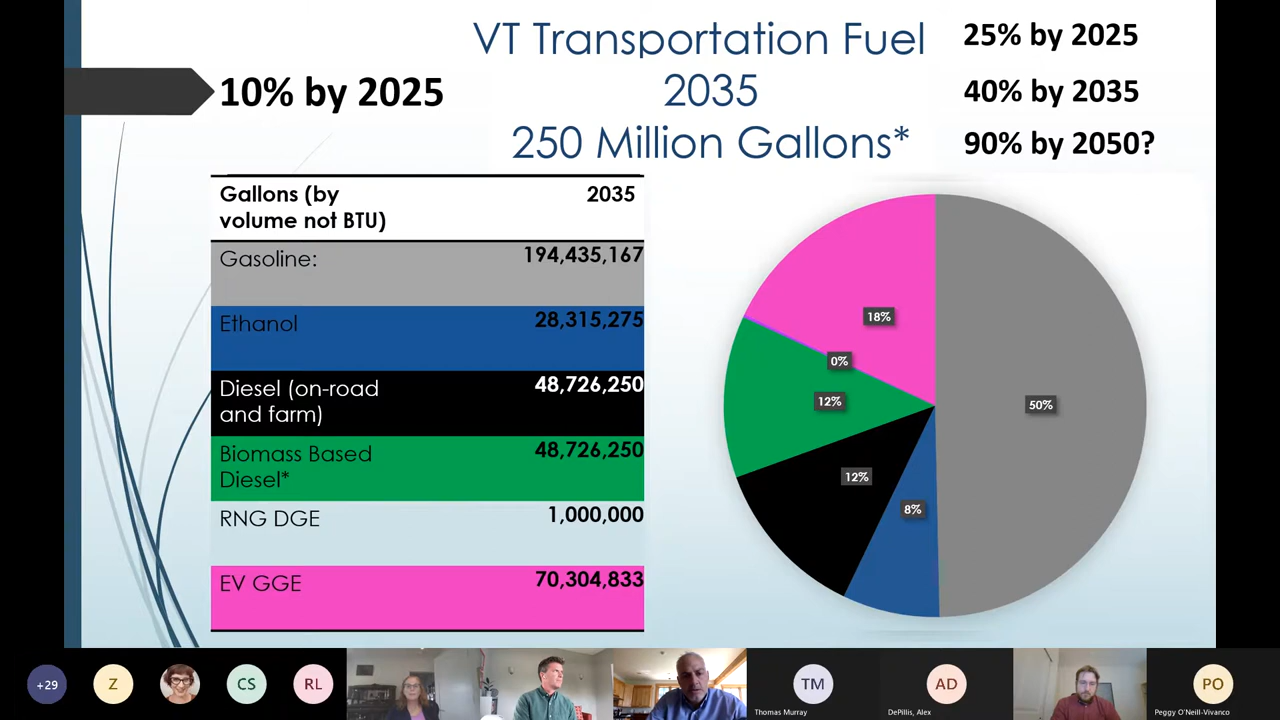 VT Transportation Fuel
2035
250 Million Gallons*
10% by 2025
25% by 2025
40% by 2035
90% by 2050?
Gallons (by
volume not BTU)
2035
Gasoline:
194,435,167
Ethanol
28,315,275
Diesel (on-road
and farm)
48,726,250
Biomass Based
Diesel*
48,726,250
RNG DGE
1,000,000
EV GGE
70,304,833
18%
0%
12%
12%
8%
50%
+29
Z
CS
RL
TM
Thomas Murray
AD
DePillis, Alex
PO
Peggy O'Neill-Vivanco